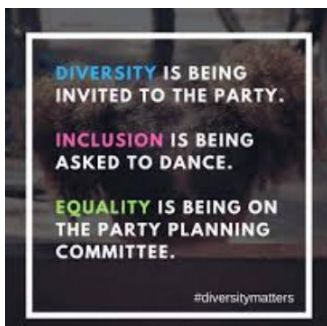 DIVERSITY IS BEING
INVITED TO THE PARTY.
INCLUSION IS BEING
ASKED TO DANCE.
EQUALITY IS BEING ON
THE PARTY PLANNING
COMMITTEE.
#diversitymatters